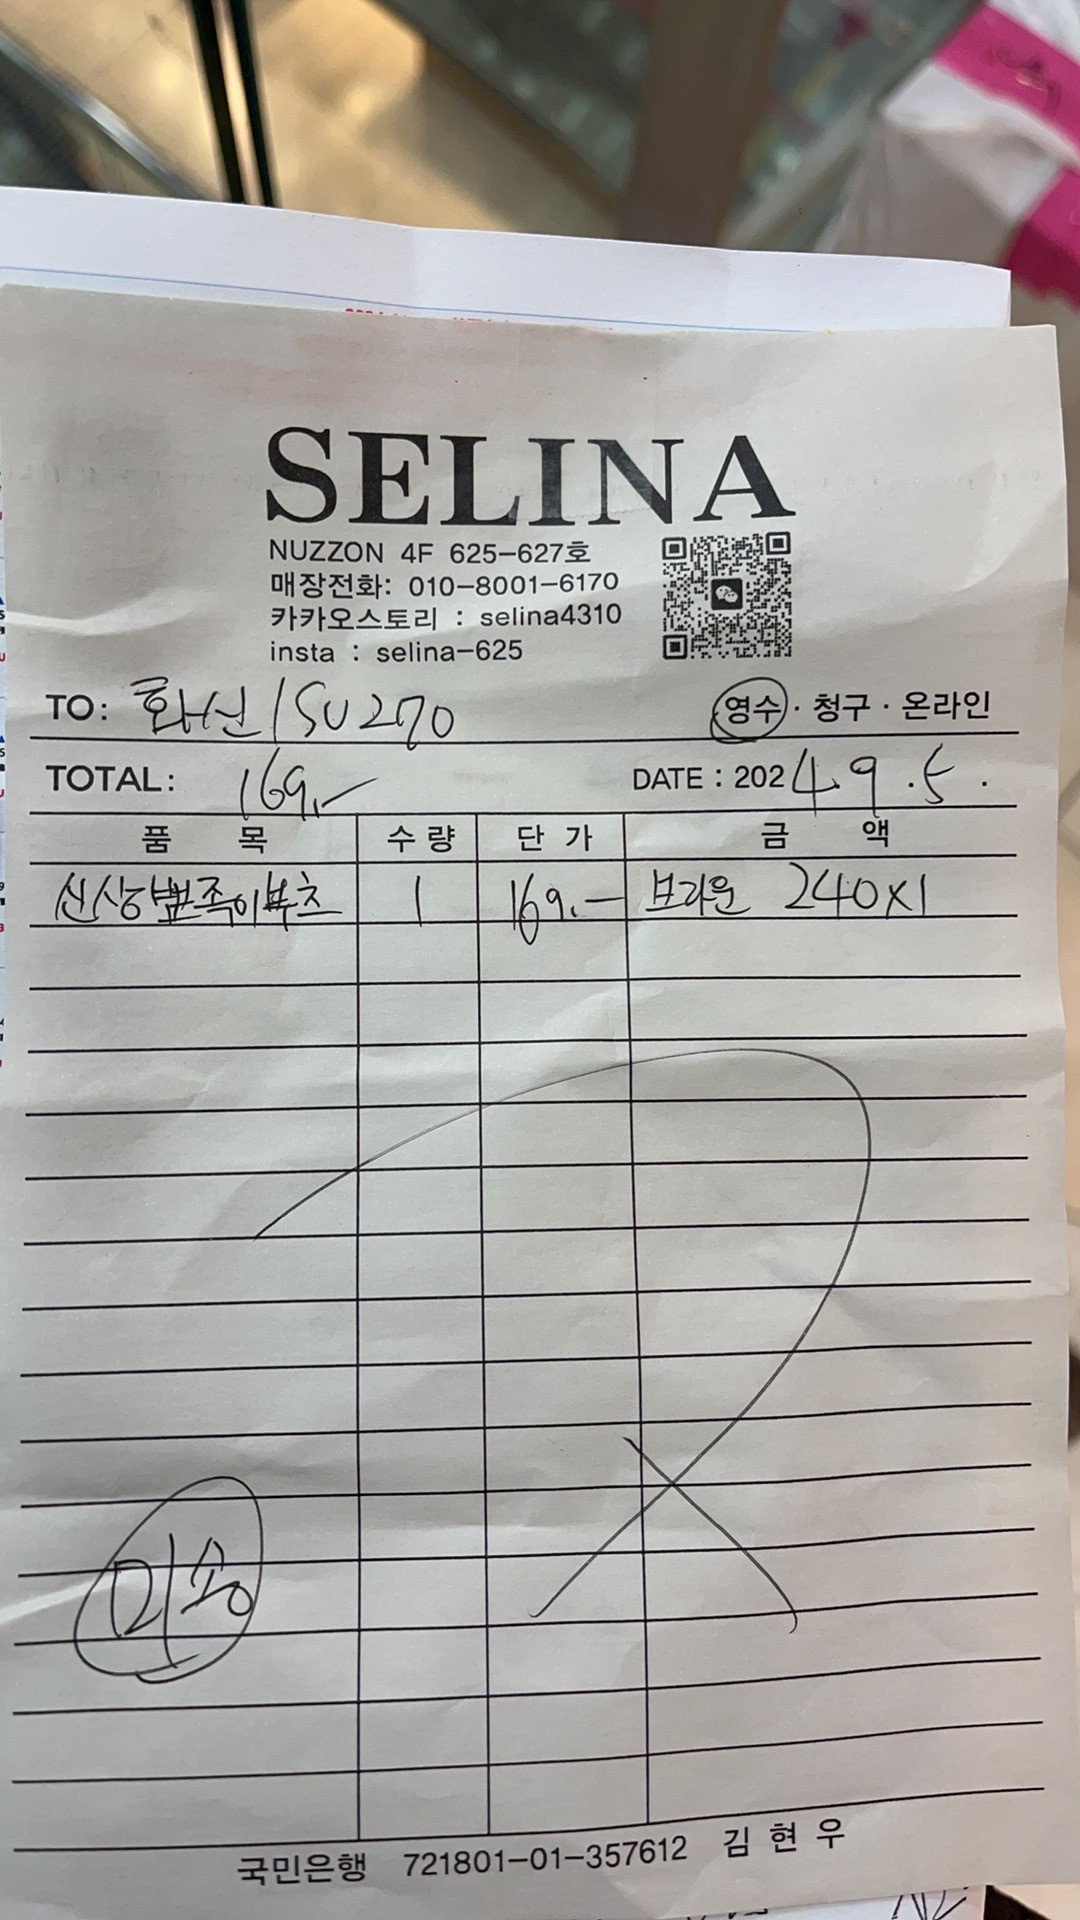 SELINA
NUZZON 4F 625-627호
매장전화: 010-8001-6170
카카오스토리 : selina4310
insta : selina-625
TO: 화신 / SU270 영수 · 청구 · 온라인
TOTAL: 169.- DATE : 2024. 9 . 5 .
품 목 수 량 단 가 금 액
신상 족이부츠 1 169.- 브라운 240x1
미송
국민은행 721801-01-357612 김 현 우